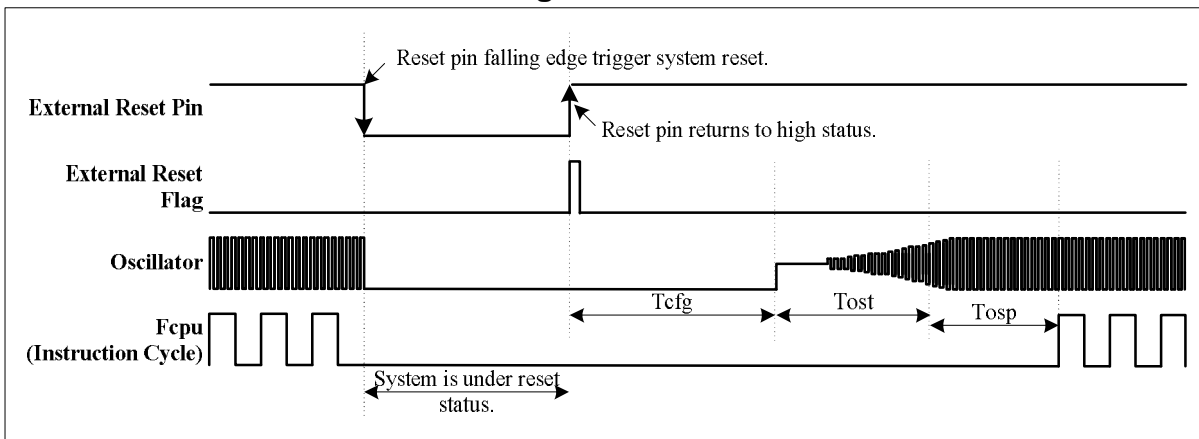 Reset pin falling edge trigger system reset.
External Reset Pin
Reset pin returns to high status.
External Reset
Flag
Oscillator
Tcfg
Tost
Tosp
Fcpu
(Instruction Cycle)
System is under reset
status.